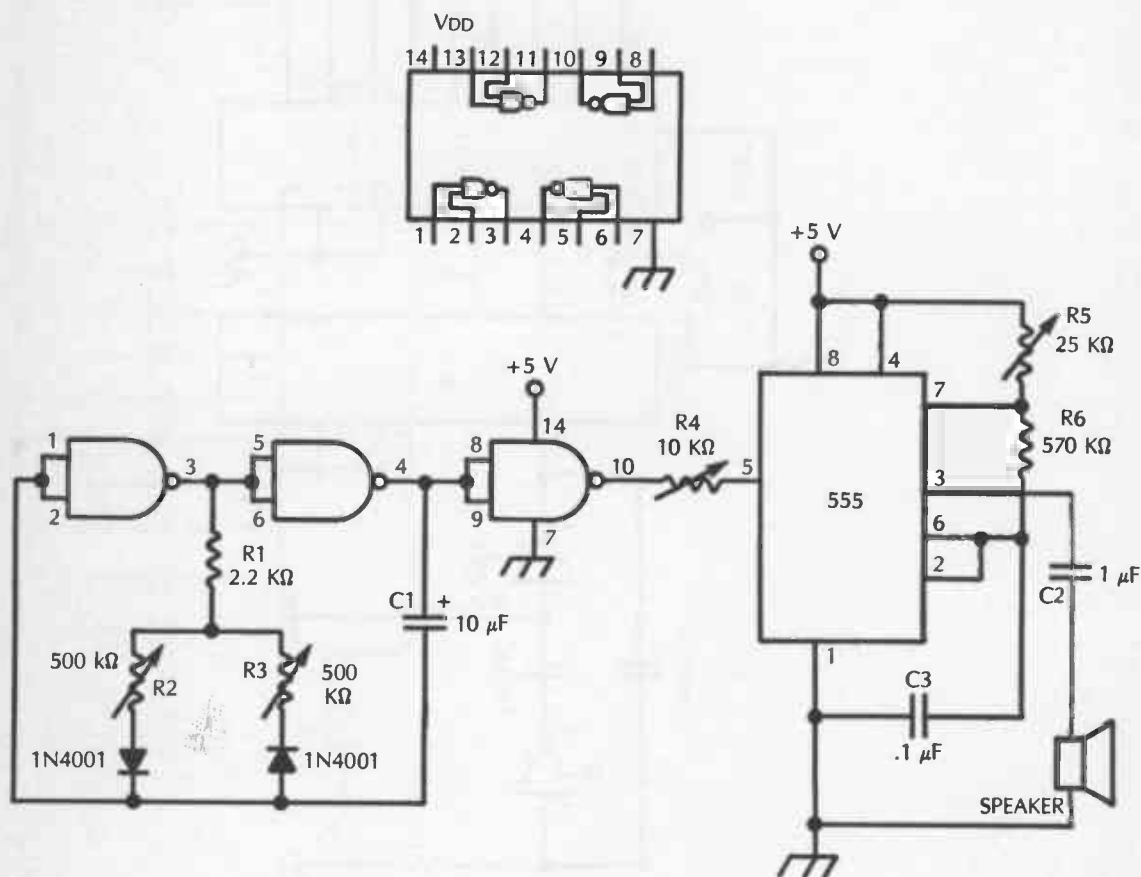 VDD
14 13 12 11 10 9 8
1 2 3 4 5 6 7
+5 V
R5
25 KΩ
8 4
+5 V
7
R6
570 KΩ
14
R4
10 KΩ
1
3
5
4
8
10
5
3
555
2
6
9
7
6
2
R1
2.2 KΩ
C1 +
10 µF
1 µF
C2
1
500 kΩ
R2
R3
500
KΩ
C3
.1 µF
1N4001
1N4001
SPEAKER